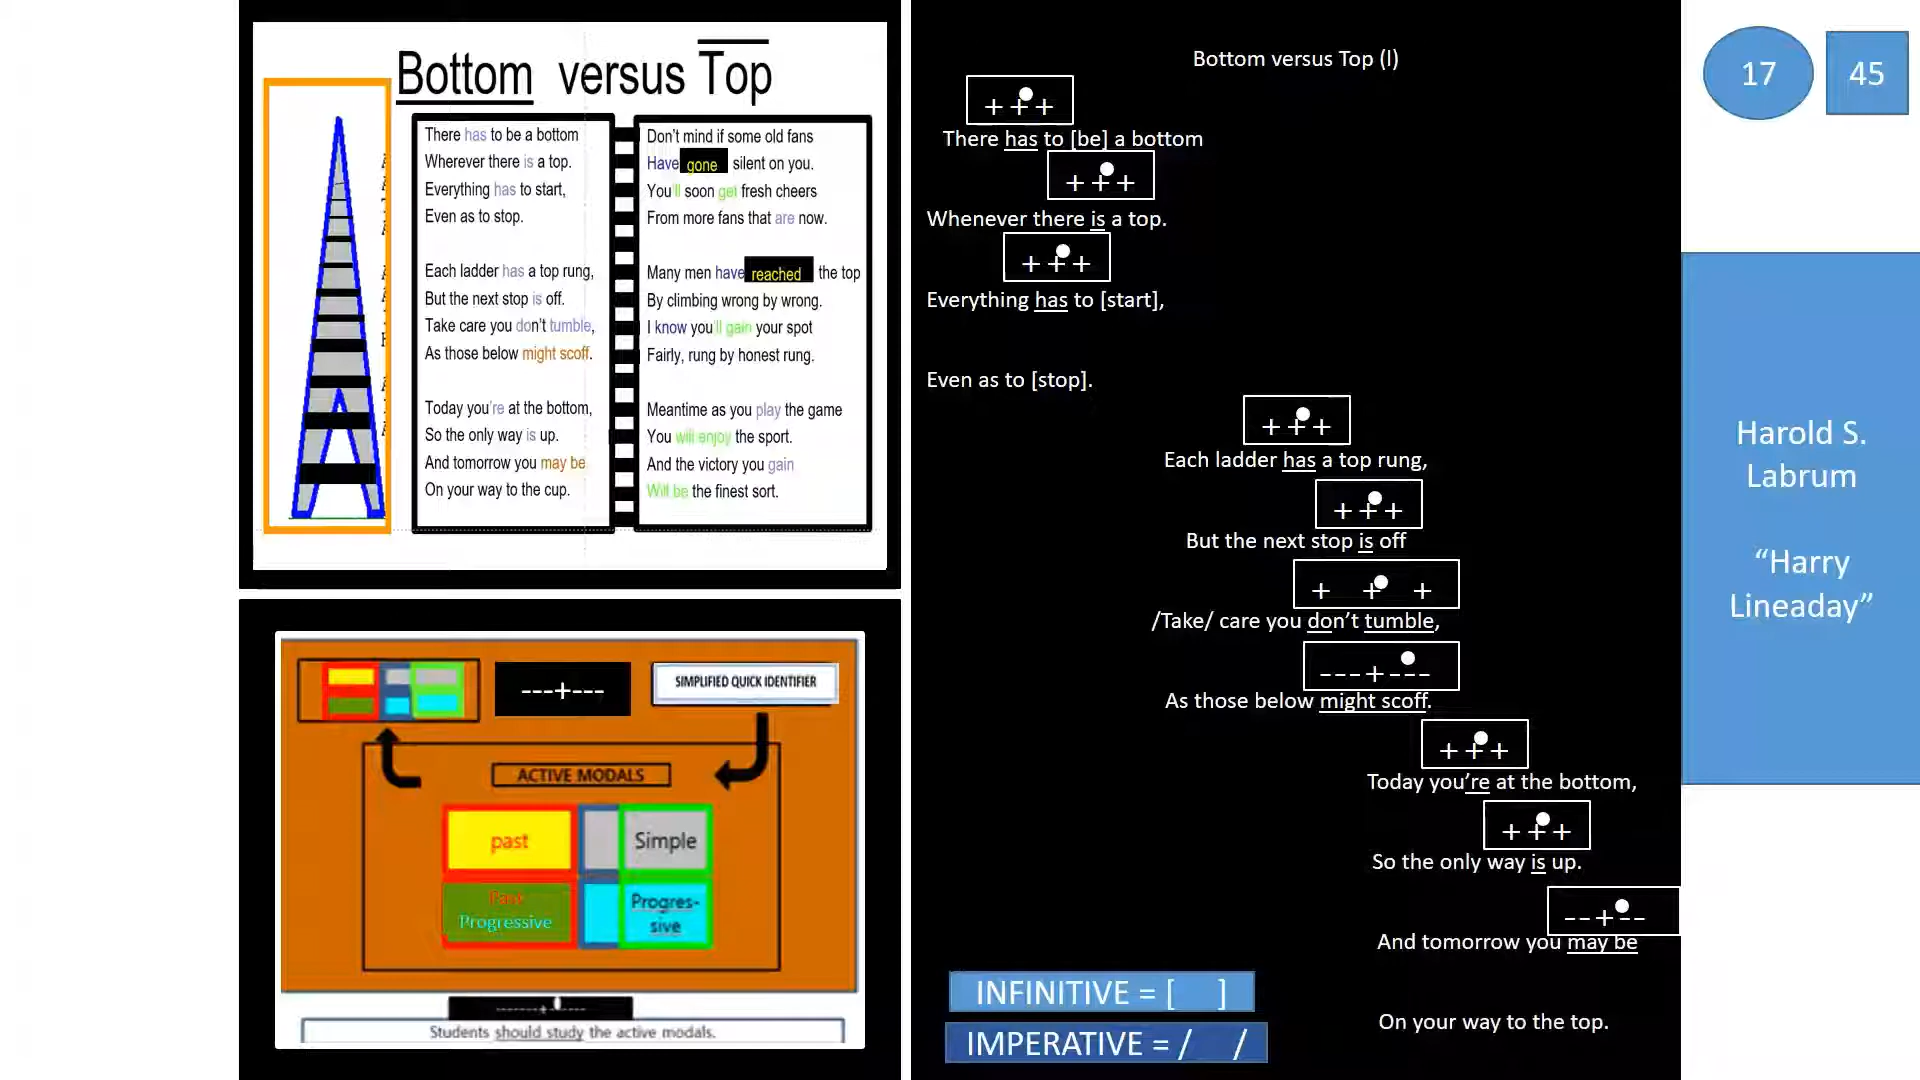 Bottom versus Top
There has to be a bottom
Wherever there is a top.
Everything has to start,
Even as to stop.
Each ladder has a top rung,
But the next stop is off.
Take care you don't tumble,
As those below might scoff.
Today you're at the bottom,
So the only way is up.
And tomorrow you may be
On your way to the cup.
Don't mind if some old fans
Have gone silent on you.
You'll soon get fresh cheers
From more fans that are now.
Many men have reached the top
By climbing wrong by wrong.
I know you'll gain your spot
Fairly, rung by honest rung.
Meantime as you play the game
You will enjoy the sport.
And the victory you gain
Will be the finest sort.
---+---
SIMPLIFIED QUICK IDENTIFIER
ACTIVE MODALS
past
Simple
Past
Progressive
Progres-
sive
Students should study the active modals.
Bottom versus Top (I)
+ + +
There has to [be] a bottom
+ + +
Whenever there is a top.
+ + +
Everything has to [start],
Even as to [stop].
+ + +
Each ladder has a top rung,
+ + +
But the next stop is off
+ + +
/Take/ care you don't tumble,
---+---
As those below might scoff.
+ + +
Today you're at the bottom,
+ + +
So the only way is up.
--+--
And tomorrow you may be
On your way to the top.
INFINITIVE = [ ]
IMPERATIVE = / /
17
45
Harold S.
Labrum
“Harry
Lineaday”